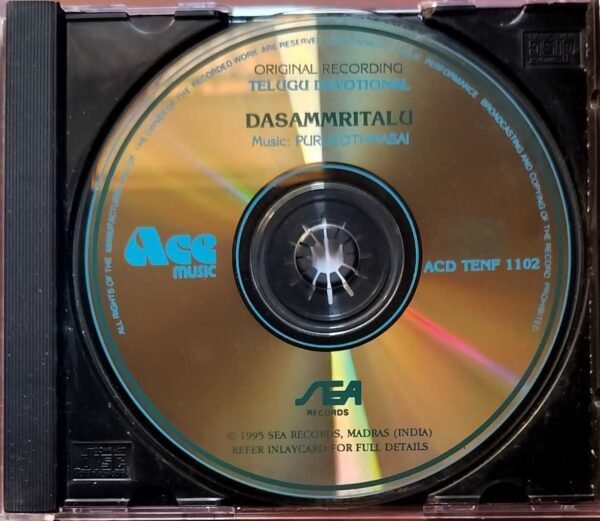 ORIGINAL RECORDING
TELUGU DEVOTIONAL
DASAMMRITALU
Music:
Ace
music
ACD TENF 1102
SEA
RECORDS
© 1995 SEA RECORDS, MADRAS (INDIA)
REFER INLAYCARD FOR FULL DETAILS
ALL RIGHTS OF THE MANUFACTURER AND OF THE OWNER OF THE RECORDED WORK ARE RESERVED PUBLIC PERFORMANCE BROADCASTING AND COPYING OF THE RECORD PROHIBITED